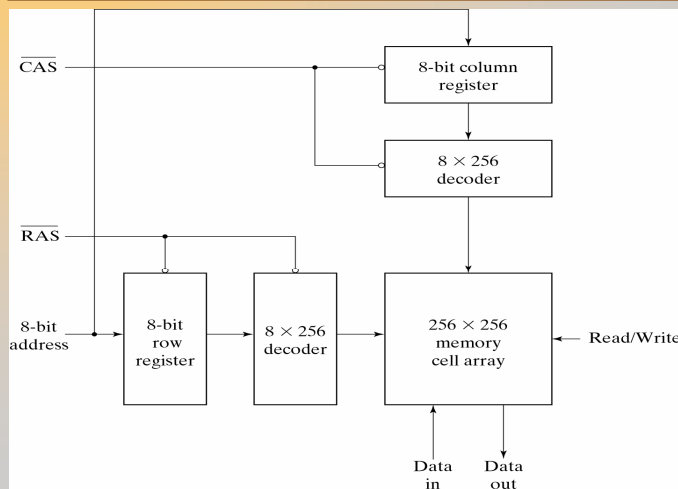 CAS
8-bit column
register
8 × 256
decoder
RAS
8-bit
address
8-bit
row
register
8 × 256
decoder
256 × 256
memory
cell array
Read/Write
Data
in
Data
out